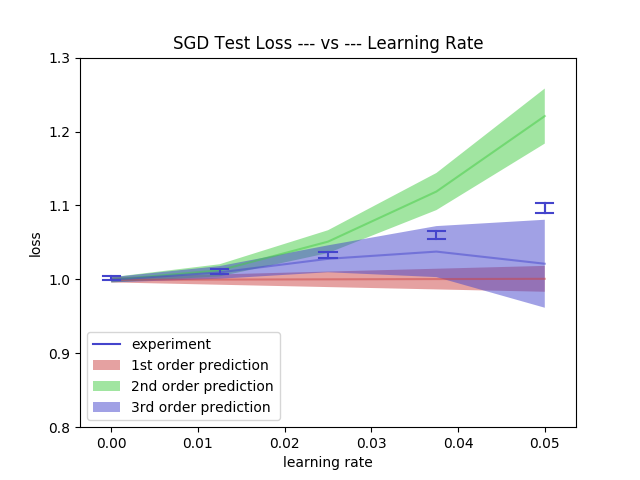 SGD Test Loss --- vs --- Learning Rate
1.3
1.2
1.1
1.0
0.9
0.8
loss
experiment
1st order prediction
2nd order prediction
3rd order prediction
0.00 0.01 0.02 0.03 0.04 0.05
learning rate